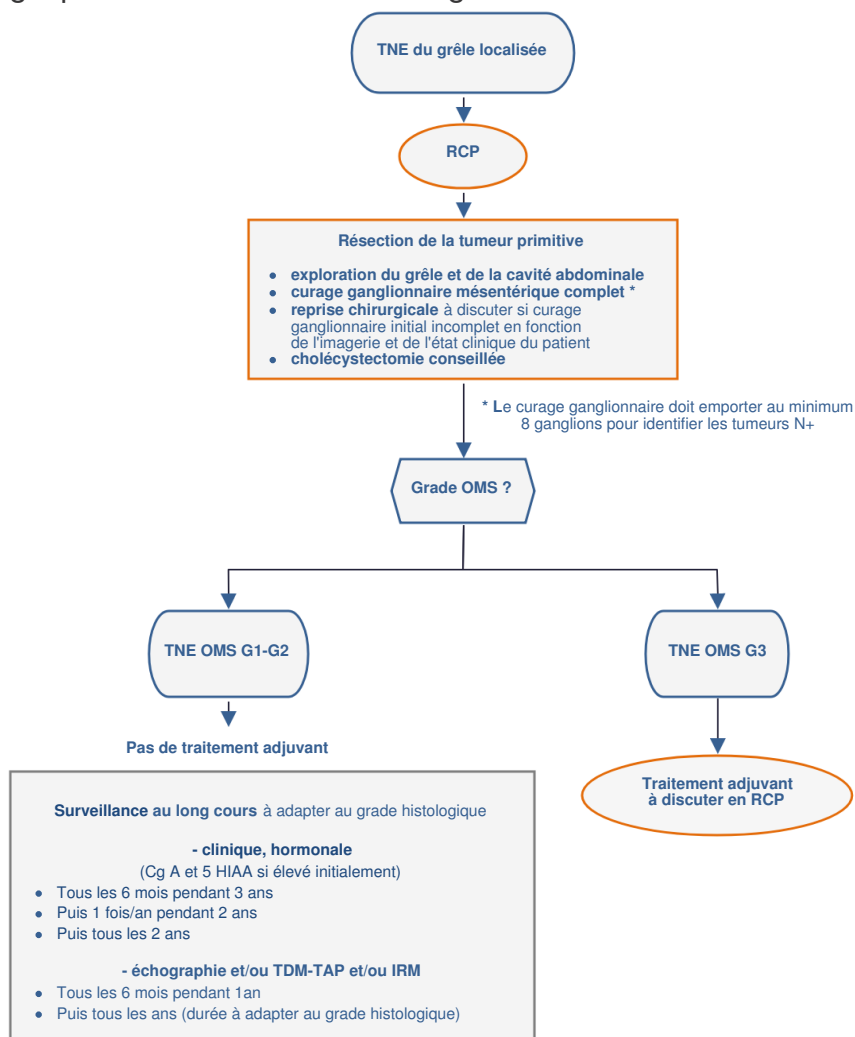 TNE du grêle localisée
RCP
Résection de la tumeur primitive
• exploration du grêle et de la cavité abdominale
• curage ganglionnaire mésentérique complet *
• reprise chirurgicale à discuter si curage
ganglionnaire initial incomplet en fonction
de l'imagerie et de l'état clinique du patient
• cholécystectomie conseillée
* Le curage ganglionnaire doit emporter au minimum
8 ganglions pour identifier les tumeurs N+
Grade OMS ?
TNE OMS G1-G2
TNE OMS G3
Pas de traitement adjuvant
Traitement adjuvant
à discuter en RCP
Surveillance au long cours à adapter au grade histologique
- clinique, hormonale
(Cg A et 5 HIAA si élevé initialement)
• Tous les 6 mois pendant 3 ans
• Puis 1 fois/an pendant 2 ans
• Puis tous les 2 ans
- échographie et/ou TDM-TAP et/ou IRM
• Tous les 6 mois pendant 1an
• Puis tous les ans (durée à adapter au grade histologique)